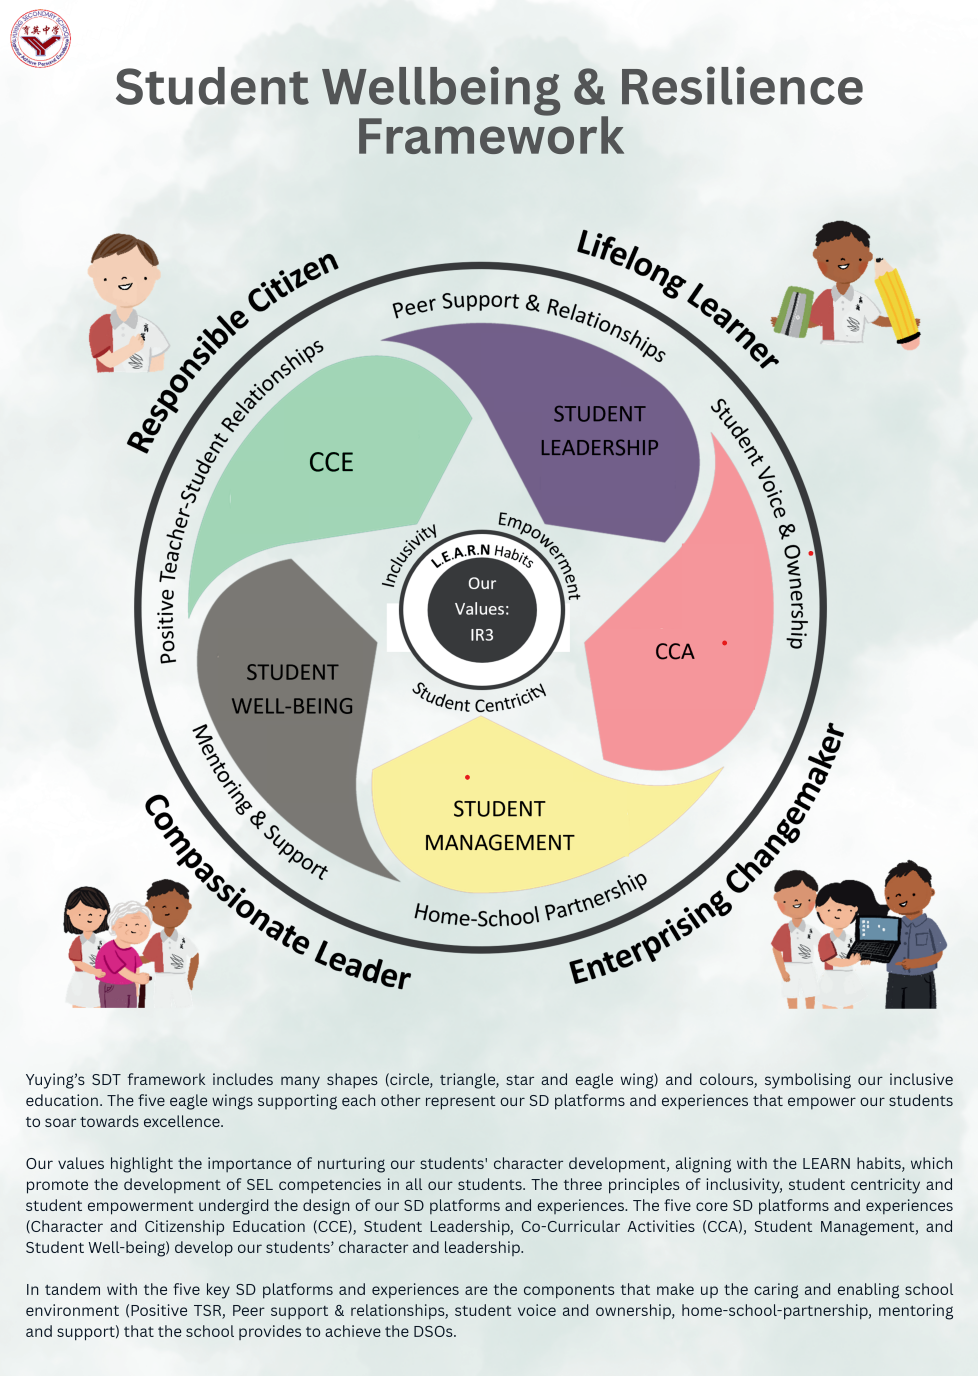 YUYING SECONDARY SCHOOL
育英中学
Student Wellbeing & Resilience
Framework
Responsible Citizen
Lifelong Learner
Peer Support & Relationships
Positive Teacher-Student Relationships
Student Voice & Ownership
STUDENT
LEADERSHIP
CCE
Inclusivity
Empowerment
L.E.A.R.N Habits
Our
Values:
IR3
CCA
STUDENT
WELL-BEING
Student Centricity
Mentoring & Support
STUDENT
MANAGEMENT
Home-School Partnership
Compassionate Leader
Enterprising Changemaker
Yuying’s SDT framework includes many shapes (circle, triangle, star and eagle wing) and colours, symbolising our inclusive
education. The five eagle wings supporting each other represent our SD platforms and experiences that empower our students
to soar towards excellence.
Our values highlight the importance of nurturing our students' character development, aligning with the LEARN habits, which
promote the development of SEL competencies in all our students. The three principles of inclusivity, student centricity and
student empowerment undergird the design of our SD platforms and experiences. The five core SD platforms and experiences
(Character and Citizenship Education (CCE), Student Leadership, Co-Curricular Activities (CCA), Student Management, and
Student Well-being) develop our students’ character and leadership.
In tandem with the five key SD platforms and experiences are the components that make up the caring and enabling school
environment (Positive TSR, Peer support & relationships, student voice and ownership, home-school-partnership, mentoring
and support) that the school provides to achieve the DSOs.